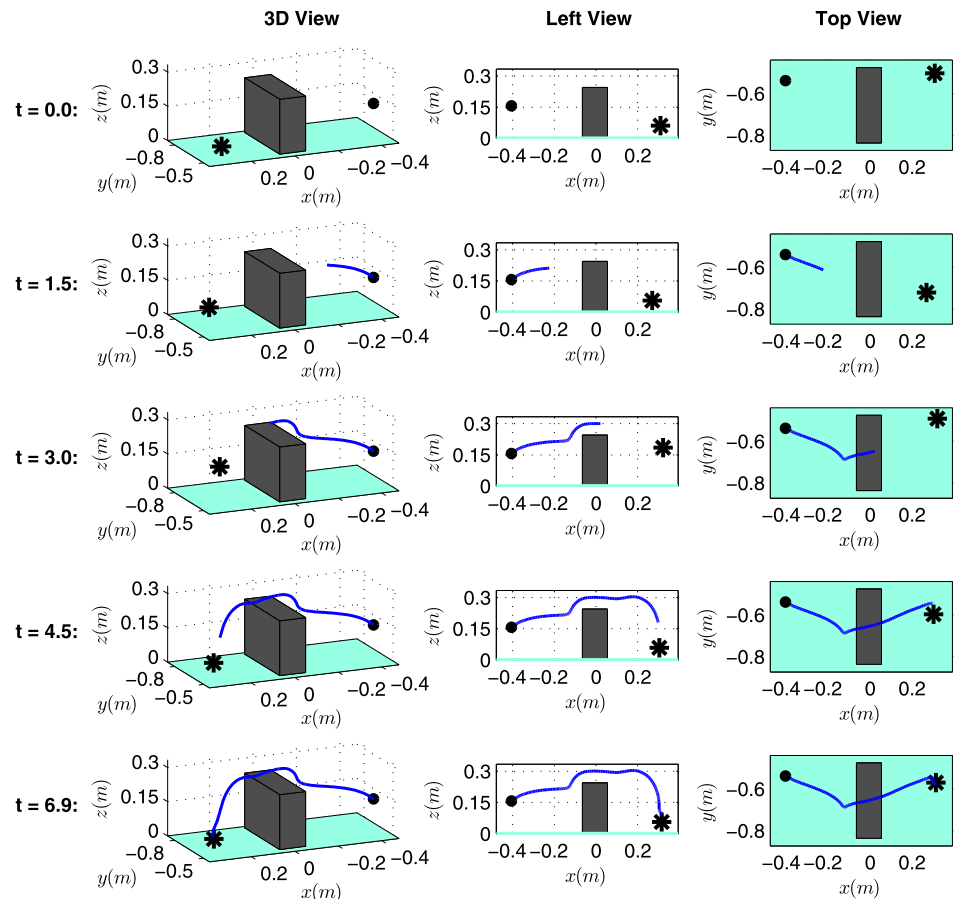 3D View Left View Top View
t = 0.0:
0.3
0.15
0
z(m)
−0.8
−0.5
y(m)
0.2 0 −0.2 −0.4
x(m)
0.3
0.15
0
z(m)
−0.4 −0.2 0 0.2
x(m)
−0.6
−0.8
y(m)
−0.4 −0.2 0 0.2
x(m)
t = 1.5:
0.3
0.15
0
z(m)
−0.8
−0.5
y(m)
0.2 0 −0.2 −0.4
x(m)
0.3
0.15
0
z(m)
−0.4 −0.2 0 0.2
x(m)
−0.6
−0.8
y(m)
−0.4 −0.2 0 0.2
x(m)
t = 3.0:
0.3
0.15
0
z(m)
−0.8
−0.5
y(m)
0.2 0 −0.2 −0.4
x(m)
0.3
0.15
0
z(m)
−0.4 −0.2 0 0.2
x(m)
−0.6
−0.8
y(m)
−0.4 −0.2 0 0.2
x(m)
t = 4.5:
0.3
0.15
0
z(m)
−0.8
−0.5
y(m)
0.2 0 −0.2 −0.4
x(m)
0.3
0.15
0
z(m)
−0.4 −0.2 0 0.2
x(m)
−0.6
−0.8
y(m)
−0.4 −0.2 0 0.2
x(m)
t = 6.9:
0.3
0.15
0
z(m)
−0.8
−0.5
y(m)
0.2 0 −0.2 −0.4
x(m)
0.3
0.15
0
z(m)
−0.4 −0.2 0 0.2
x(m)
−0.6
−0.8
y(m)
−0.4 −0.2 0 0.2
x(m)